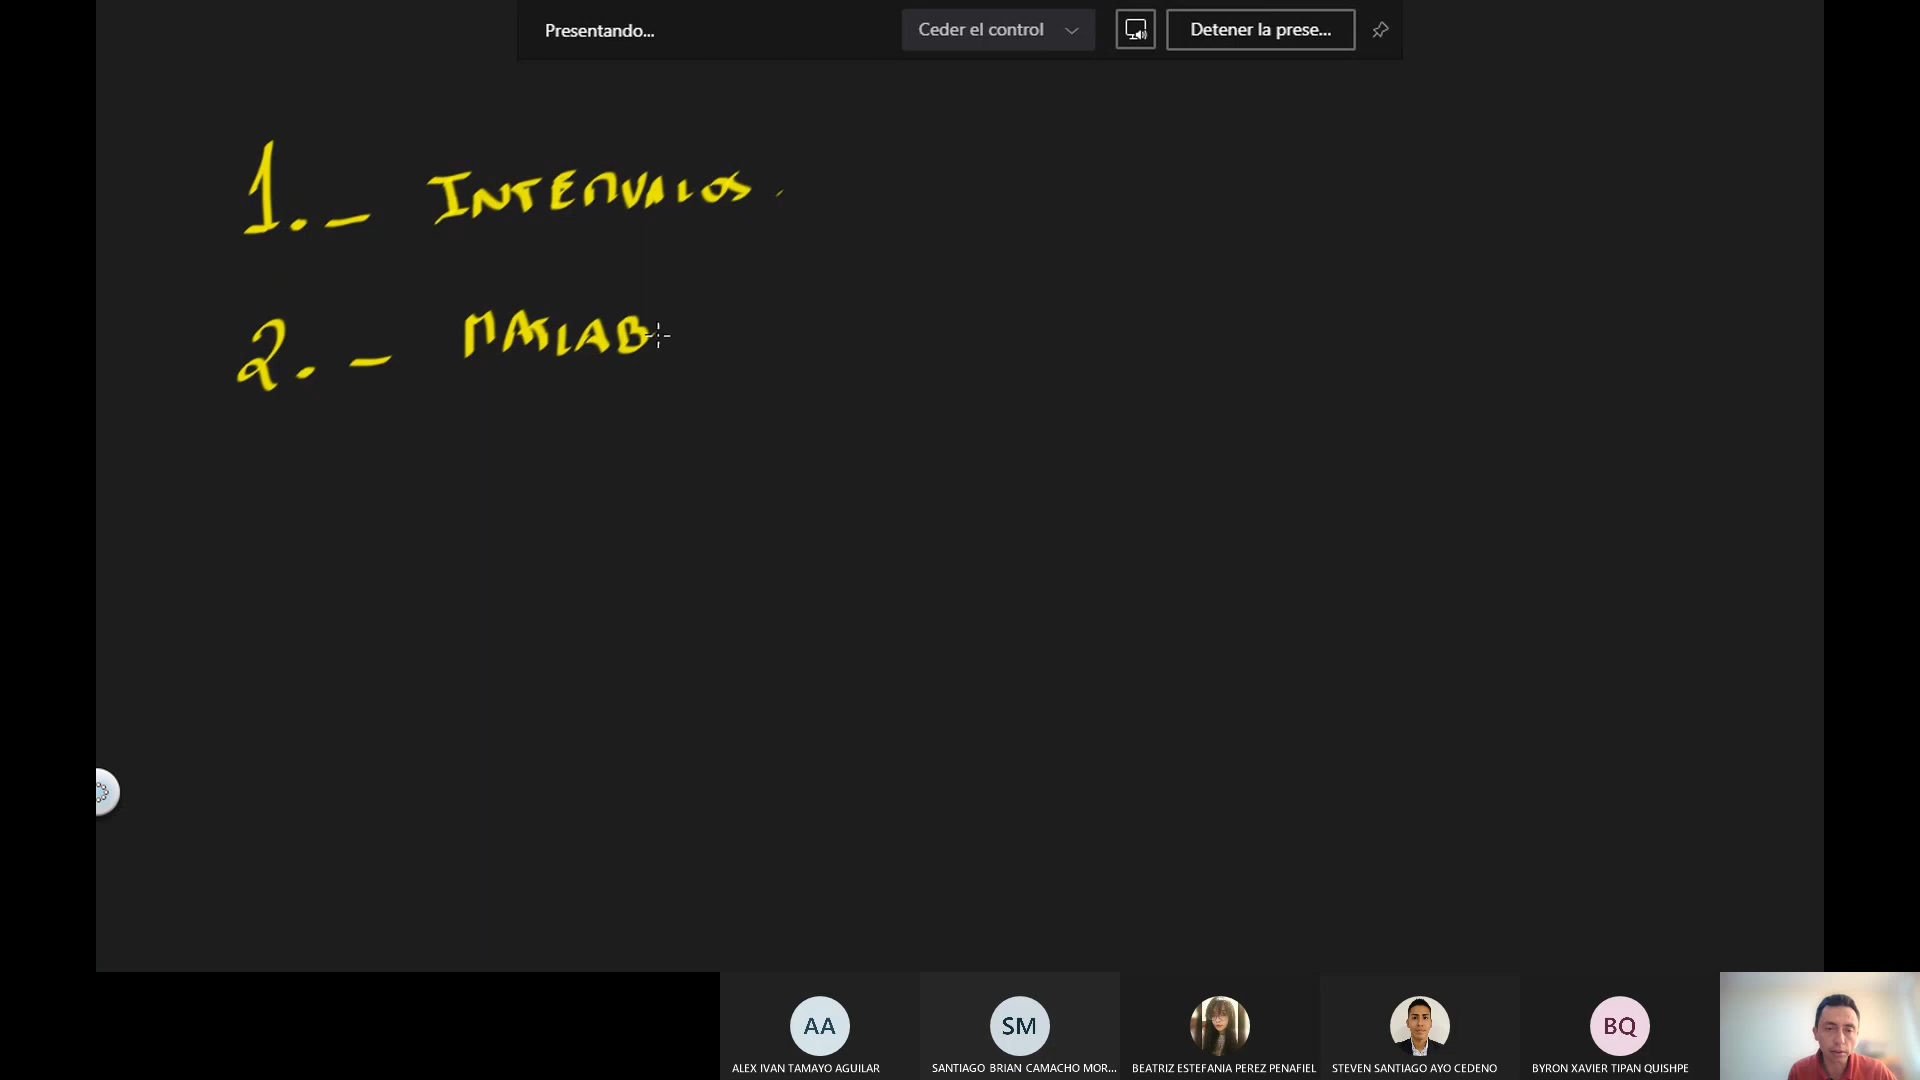 Presentando...
Ceder el control
Detener la prese...
1.- INTERVALOS.
2.- MATLAB
AA
SM
BQ
ALEX IVAN TAMAYO AGUILAR
SANTIAGO BRIAN CAMACHO MOR...
BEATRIZ ESTEFANIA PEREZ PENAFIEL
STEVEN SANTIAGO AYO CEDENO
BYRON XAVIER TIPAN QUISHPE